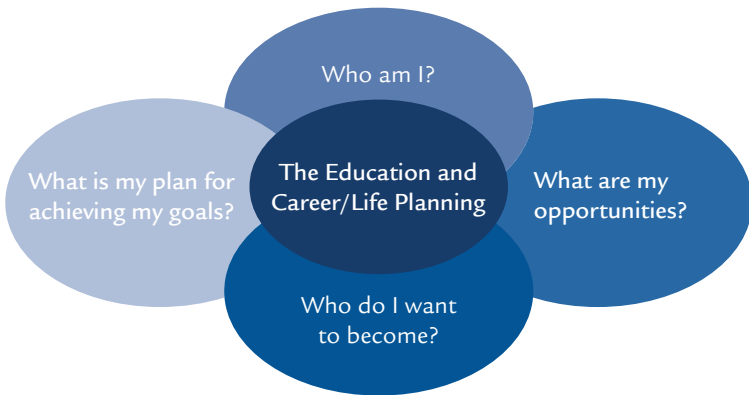 Who am I?
The Education and
Career/Life Planning
What is my plan for
achieving my goals?
What are my
opportunities?
Who do I want
to become?